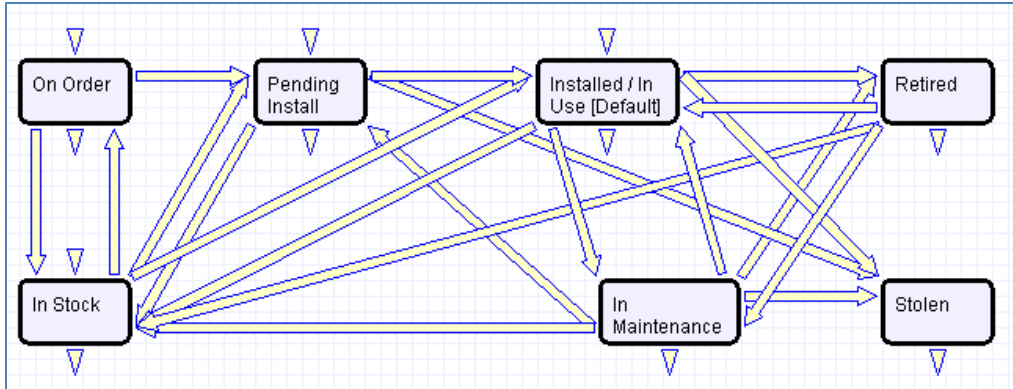 On Order
Pending
Install
Installed / In
Use [Default]
Retired
In Stock
In
Maintenance
Stolen